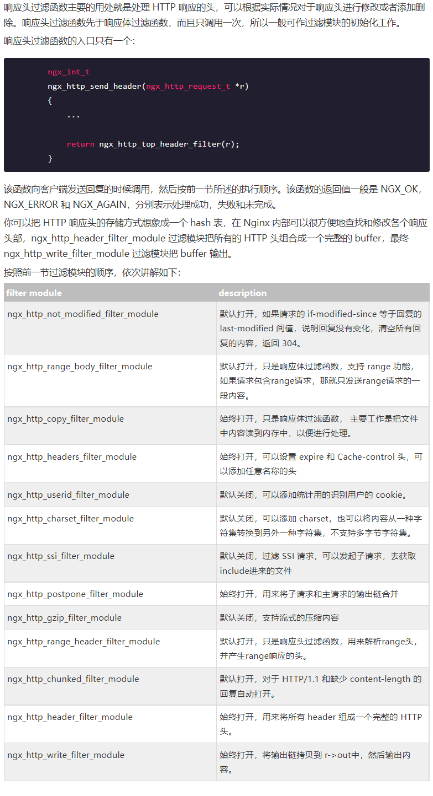 响应头过滤函数主要的用处就是处理 HTTP 响应的头，可以根据实际情况对于响应头进行修改或者添加删
除。响应头过滤函数先于响应体过滤函数，而且只调用一次，所以一般可作过滤模块的初始化工作。
响应头过滤函数的入口只有一个：
ngx_int_t
ngx_http_send_header(ngx_http_request_t *r)
{
...
return ngx_http_top_header_filter(r);
}
该函数向客户端发送回复的时候调用，然后按前一节所述的执行顺序。该函数的返回值一般是 NGX_OK，
NGX_ERROR 和 NGX_AGAIN，分别表示处理成功，失败和未完成。
你可以把 HTTP 响应头的存储方式想象成一个 hash 表，在 Nginx 内部可以很方便地查找和修改各个响应
头部，ngx_http_header_filter_module 过滤模块把所有的 HTTP 头组合成一个完整的 buffer，最终
ngx_http_write_filter_module 过滤模块把 buffer 输出。
按照前一节过滤模块的顺序，依次讲解如下：
filter module description
ngx_http_not_modified_filter_module 默认打开，如果请求的 if-modified-since 等于回复的
last-modified 间值，说明回复没有变化，清空所有回
复的内容，返回 304。
ngx_http_range_body_filter_module 默认打开，只是响应体过滤函数，支持 range 功能，
如果请求包含range请求，那就只发送range请求的一
段内容。
ngx_http_copy_filter_module 始终打开，只是响应体过滤函数， 主要工作是把文件
中内容读到内存中，以便进行处理。
ngx_http_headers_filter_module 始终打开，可以设置 expire 和 Cache-control 头，可
以添加任意名称的头
ngx_http_userid_filter_module 默认关闭，可以添加统计用的识别用户的 cookie。
ngx_http_charset_filter_module 默认关闭，可以添加 charset，也可以将内容从一种字
符集转换到另外一种字符集，不支持多字节字符集。
ngx_http_ssi_filter_module 默认关闭，过滤 SSI 请求，可以发起子请求，去获取
include进来的文件
ngx_http_postpone_filter_module 始终打开，用来将子请求和主请求的输出链合并
ngx_http_gzip_filter_module 默认关闭，支持流式的压缩内容
ngx_http_range_header_filter_module 默认打开，只是响应头过滤函数，用来解析range头，
并产生range响应的头。
ngx_http_chunked_filter_module 默认打开，对于 HTTP/1.1 和缺少 content-length 的
回复自动打开。
ngx_http_header_filter_module 始终打开，用来将所有 header 组成一个完整的 HTTP
头。
ngx_http_write_filter_module 始终打开，将输出链拷贝到 r->out中，然后输出内
容。